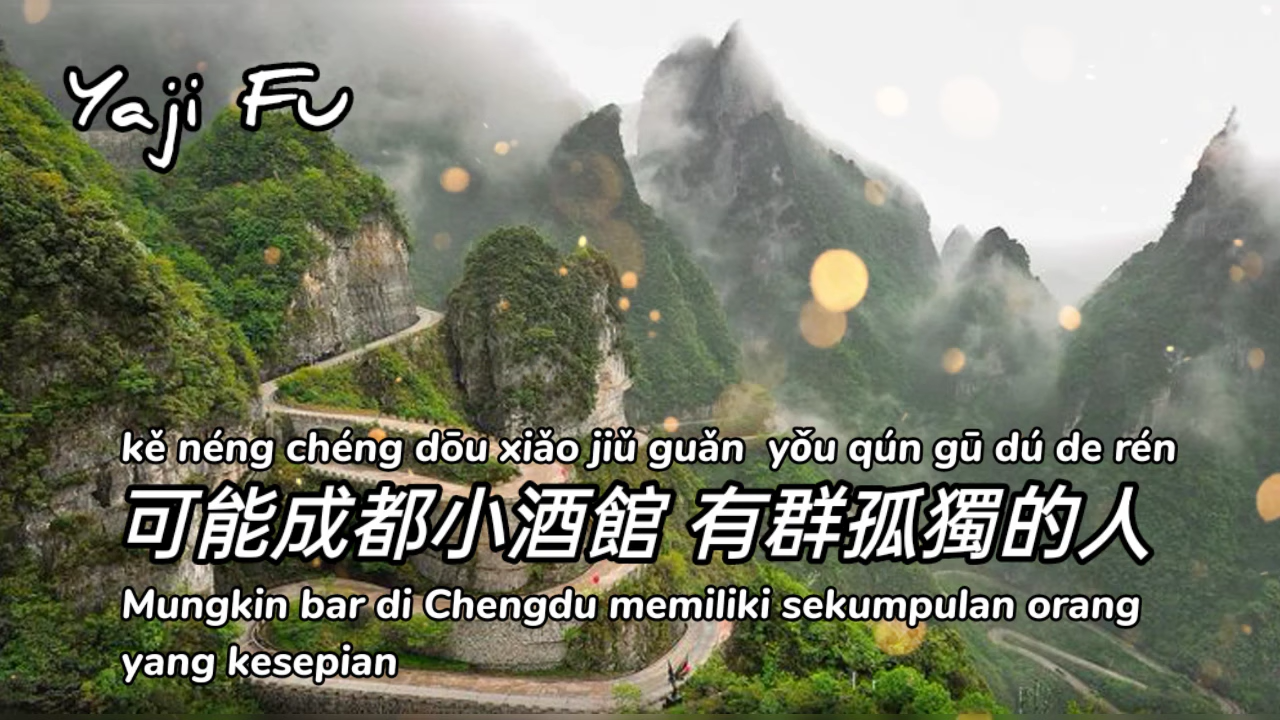 Yaji Fu
kě néng chéng dōu xiǎo jiǔ guǎn yǒu qún gū dú de rén
可能成都小酒館 有群孤獨的人
Mungkin bar di Chengdu memiliki sekumpulan orang
yang kesepian